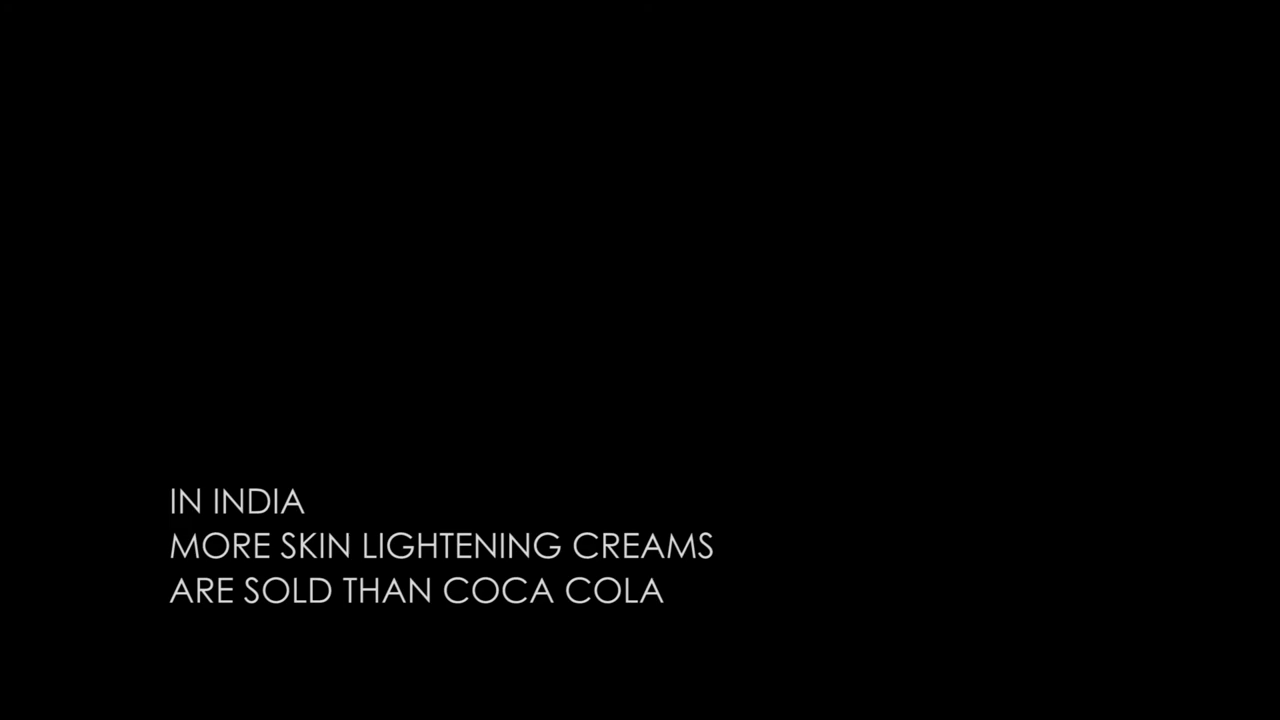 IN INDIA
MORE SKIN LIGHTENING CREAMS
ARE SOLD THAN COCA COLA